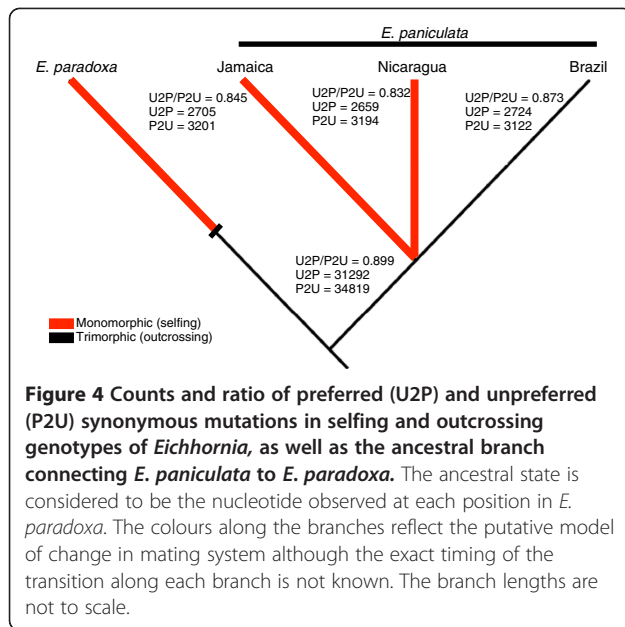 E. paniculata
E. paradoxa Jamaica Nicaragua Brazil
U2P/P2U = 0.845
U2P = 2705
P2U = 3201
U2P/P2U = 0.832
U2P = 2659
P2U = 3194
U2P/P2U = 0.873
U2P = 2724
P2U = 3122
U2P/P2U = 0.899
U2P = 31292
P2U = 34819
Monomorphic (selfing)
Trimorphic (outcrossing)
Figure 4 Counts and ratio of preferred (U2P) and unpreferred
(P2U) synonymous mutations in selfing and outcrossing
genotypes of Eichhornia, as well as the ancestral branch
connecting E. paniculata to E. paradoxa. The ancestral state is
considered to be the nucleotide observed at each position in E.
paradoxa. The colours along the branches reflect the putative model
of change in mating system although the exact timing of the
transition along each branch is not known. The branch lengths are
not to scale.